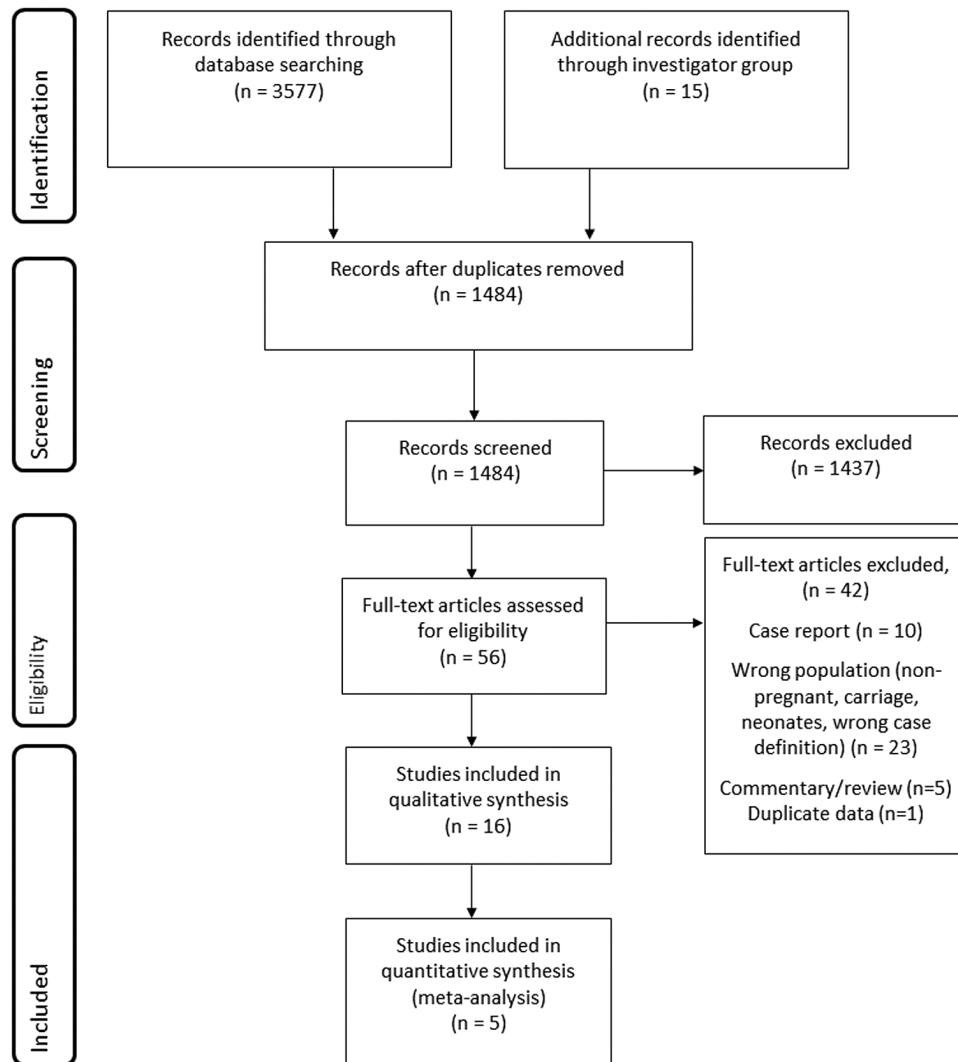 Identification
Records identified through
database searching
(n = 3577)
Additional records identified
through investigator group
(n = 15)
Screening
Records after duplicates removed
(n = 1484)
Records screened
(n = 1484)
Records excluded
(n = 1437)
Eligibility
Full-text articles assessed
for eligibility
(n = 56)
Full-text articles excluded,
(n = 42)
Case report (n = 10)
Wrong population (non-
pregnant, carriage,
neonates, wrong case
definition) (n = 23)
Commentary/review (n=5)
Duplicate data (n=1)
Included
Studies included in
qualitative synthesis
(n = 16)
Studies included in
quantitative synthesis
(meta-analysis)
(n = 5)